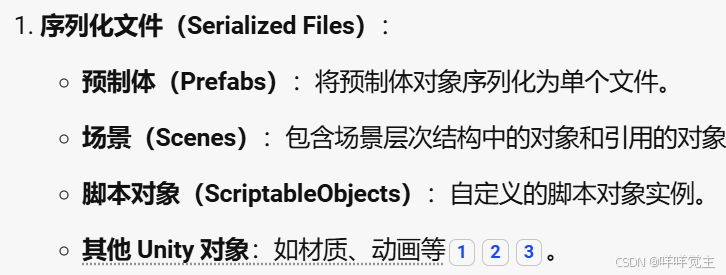 1. 序列化文件（Serialized Files）：
预制体（Prefabs）：将预制体对象序列化为单个文件。
场景（Scenes）：包含场景层次结构中的对象和引用的对象
脚本对象（ScriptableObjects）：自定义的脚本对象实例。
其他 Unity 对象：如材质、动画等 1 2 3 。
CSDN @咩咩觉主